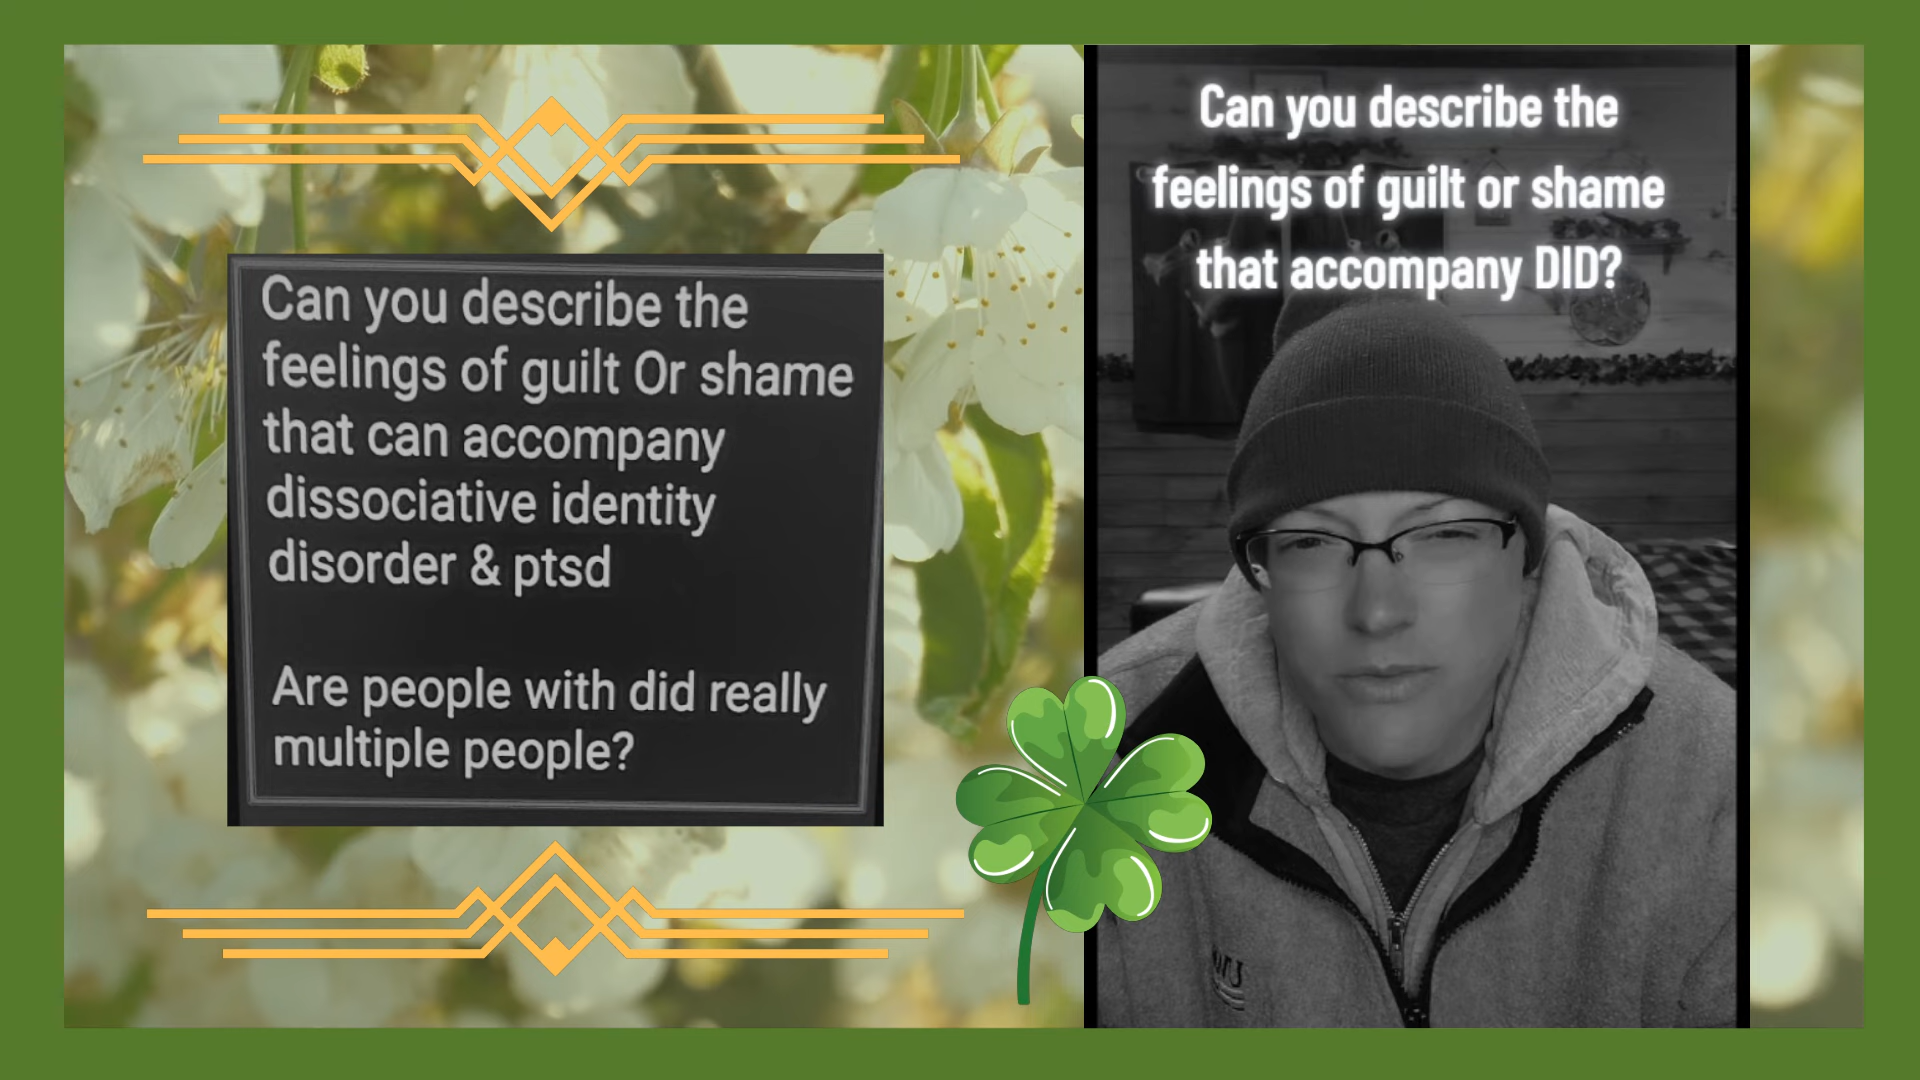 Can you describe the
feelings of guilt Or shame
that can accompany
dissociative identity
disorder & ptsd
Are people with did really
multiple people?
Can you describe the
feelings of guilt or shame
that accompany DID?